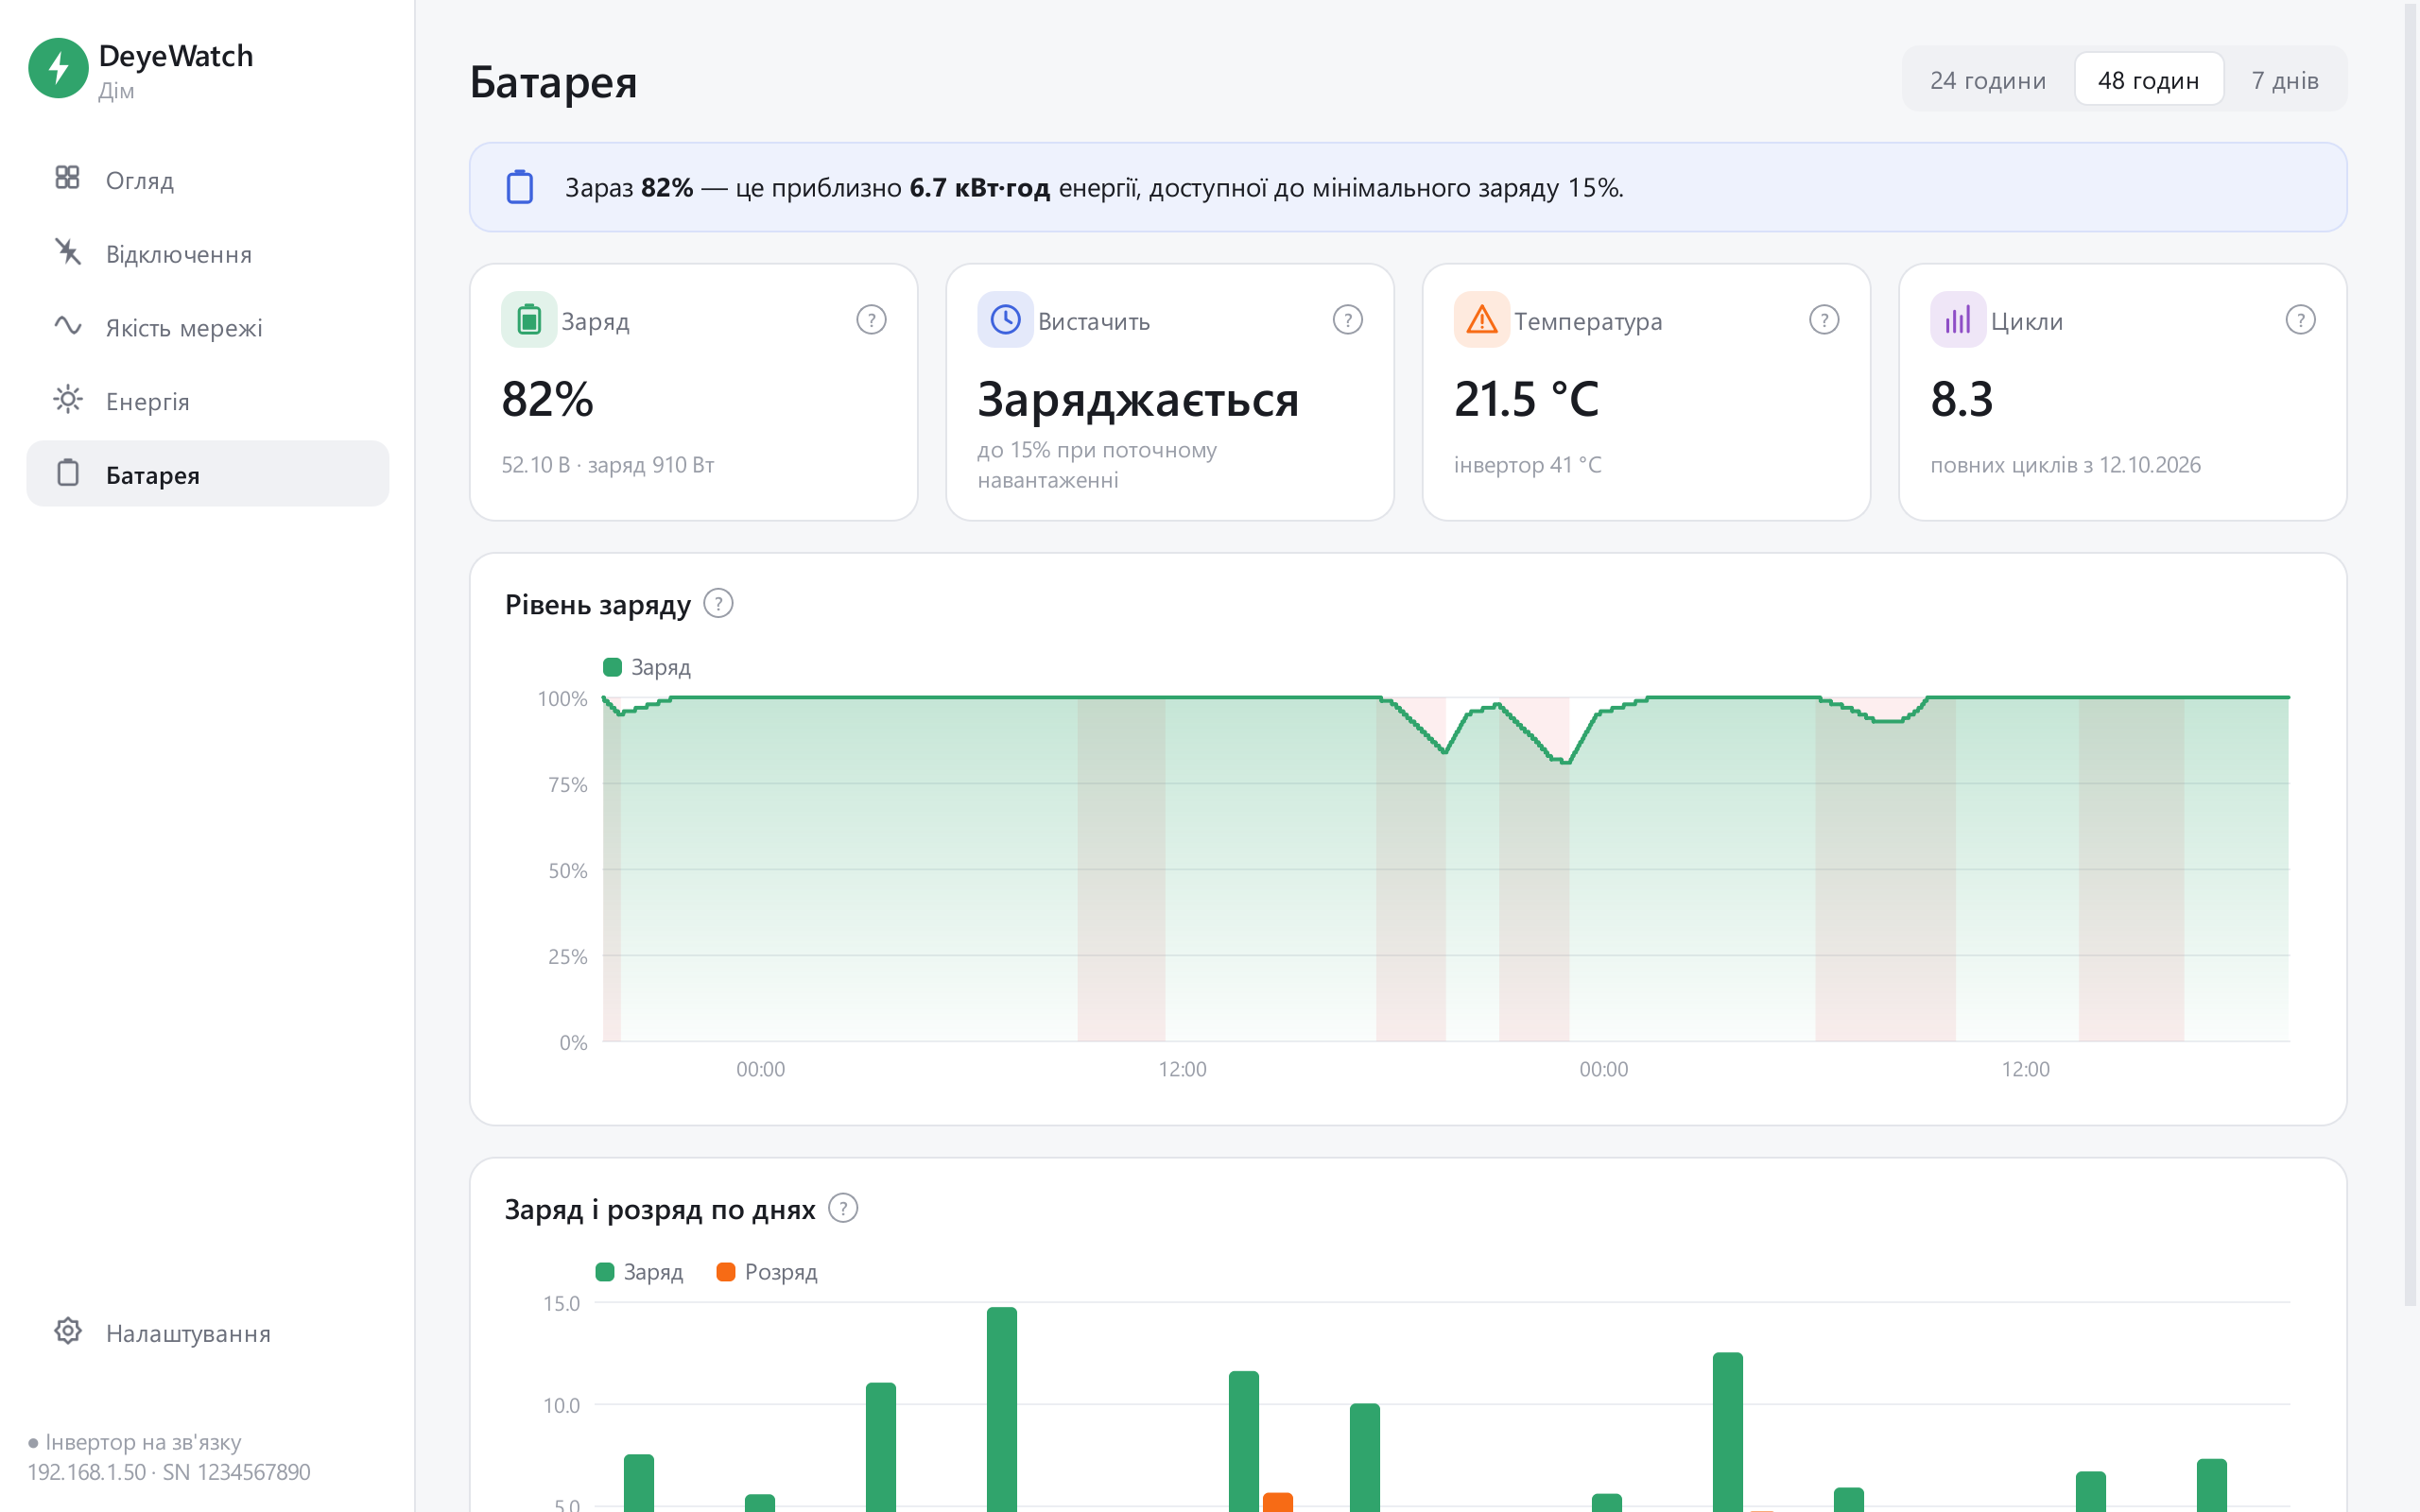 DeyeWatch
Дім
Огляд
Відключення
Якість мережі
Енергія
Батарея
Налаштування
● Інвертор на зв'язку
192.168.1.50 · SN 1234567890
Батарея
24 години
48 годин
7 днів
Зараз 82% — це приблизно 6.7 кВт·год енергії, доступної до мінімального заряду 15%.
Заряд
?
82%
52.10 В · заряд 910 Вт
Вистачить
?
Заряджається
до 15% при поточному
навантаженні
Температура
?
21.5 °C
інвертор 41 °C
Цикли
?
8.3
повних циклів з 12.10.2026
Рівень заряду ?
Заряд
100%
75%
50%
25%
0%
00:00
12:00
00:00
12:00
Заряд і розряд по днях ?
Заряд
Розряд
15.0
10.0
5.0